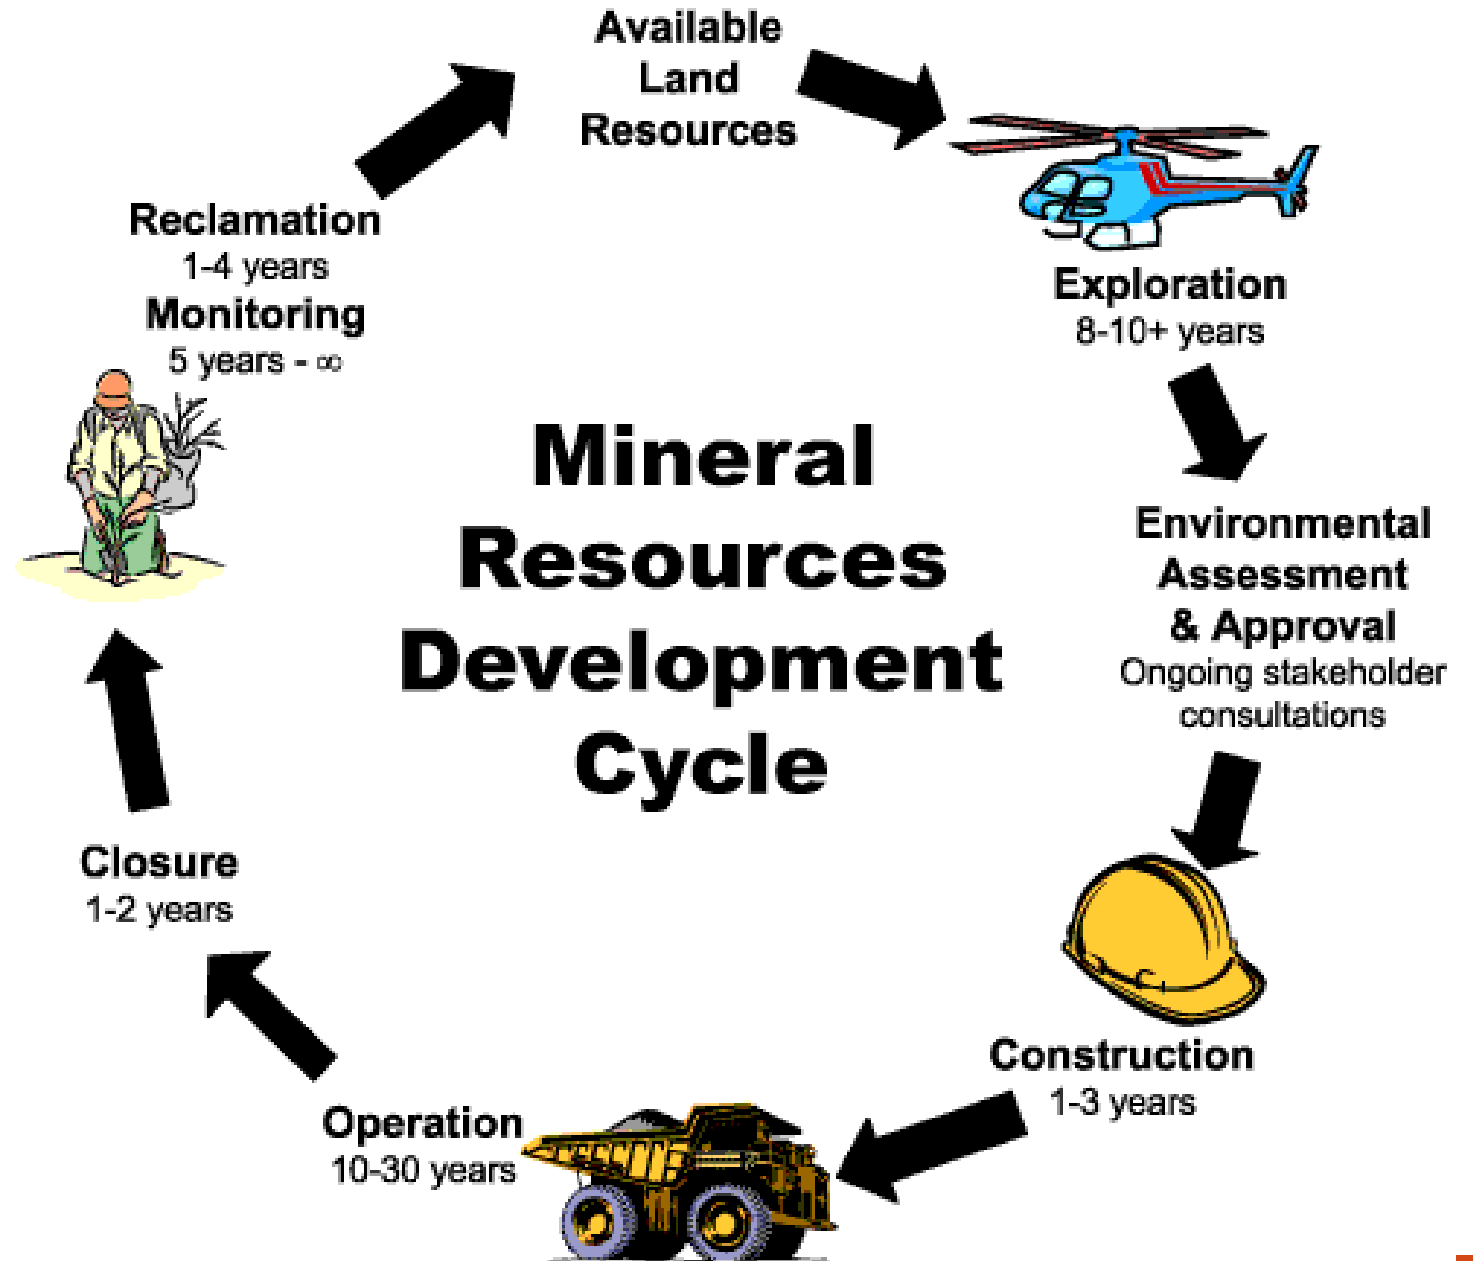 Available
Land
Resources
Exploration
8-10+ years
Environmental
Assessment
& Approval
Ongoing stakeholder
consultations
Construction
1-3 years
Operation
10-30 years
Closure
1-2 years
Reclamation
1-4 years
Monitoring
5 years - ∞
Mineral
Resources
Development
Cycle